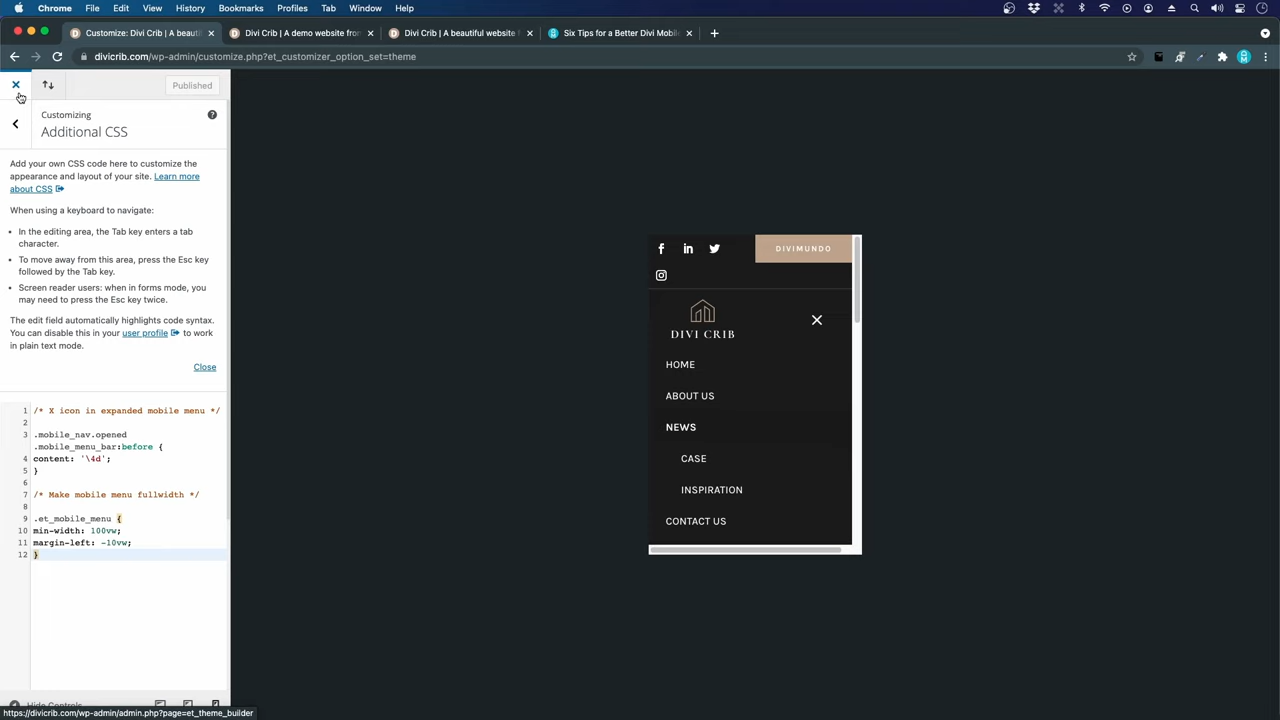 Chrome File Edit View History Bookmarks Profiles Tab Window Help
Customize: Divi Crib | A beauti
Divi Crib | A demo website from
Divi Crib | A beautiful website
Six Tips for a Better Divi Mobil
divicrib.com/wp-admin/customize.php?et_customizer_option_set=theme
Published
Customizing
Additional CSS
Add your own CSS code here to customize the
appearance and layout of your site. Learn more
about CSS
When using a keyboard to navigate:
• In the editing area, the Tab key enters a tab
character.
• To move away from this area, press the Esc key
followed by the Tab key.
• Screen reader users: when in forms mode, you
may need to press the Esc key twice.
The edit field automatically highlights code syntax.
You can disable this in your user profile to work
in plain text mode.
Close
1 /* X icon in expanded mobile menu */
2
3 .mobile_nav.opened
.mobile_menu_bar:before {
4 content: '\4d';
5 }
6
7 /* Make mobile menu fullwidth */
8
9 .et_mobile_menu {
10 min-width: 100vw;
11 margin-left: -10vw;
12 }
Hide Controls
https://divicrib.com/wp-admin/admin.php?page=et_theme_builder
DIVIMUNDO
DIVI CRIB
HOME
ABOUT US
NEWS
CASE
INSPIRATION
CONTACT US